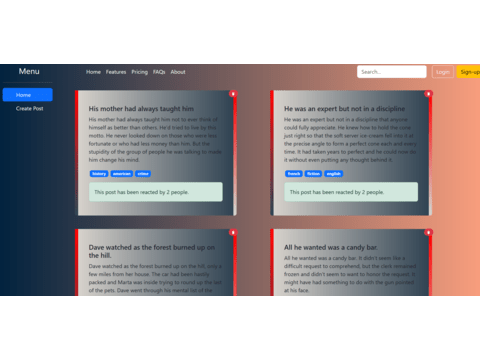 Menu
Home Features Pricing FAQs About
Search...
Login
Sign-up
Home
Create Post
His mother had always taught him
His mother had always taught him not to ever think of
himself as better than others. He'd tried to live by this
motto. He never looked down on those who were less
fortunate or who had less money than him. But the
stupidity of the group of people he was talking to made
him change his mind.
history american crime
This post has been reacted by 2 people.
He was an expert but not in a discipline
He was an expert but not in a discipline that anyone
could fully appreciate. He knew how to hold the cone
just right so that the soft server ice-cream fell into it at
the precise angle to form a perfect cone each and every
time. It had taken years to perfect and he could now do
it without even putting any thought behind it.
french fiction english
This post has been reacted by 2 people.
Dave watched as the forest burned up on
the hill.
Dave watched as the forest burned up on the hill, only a
few miles from her house. The car had been hastily
packed and Marta was inside trying to round up the last
of the pets. Dave went through his mental list of the
All he wanted was a candy bar.
All he wanted was a candy bar. It didn't seem like a
difficult request to comprehend, but the clerk remained
frozen and didn't seem to want to honor the request. It
might have had something to do with the gun pointed
at his face.